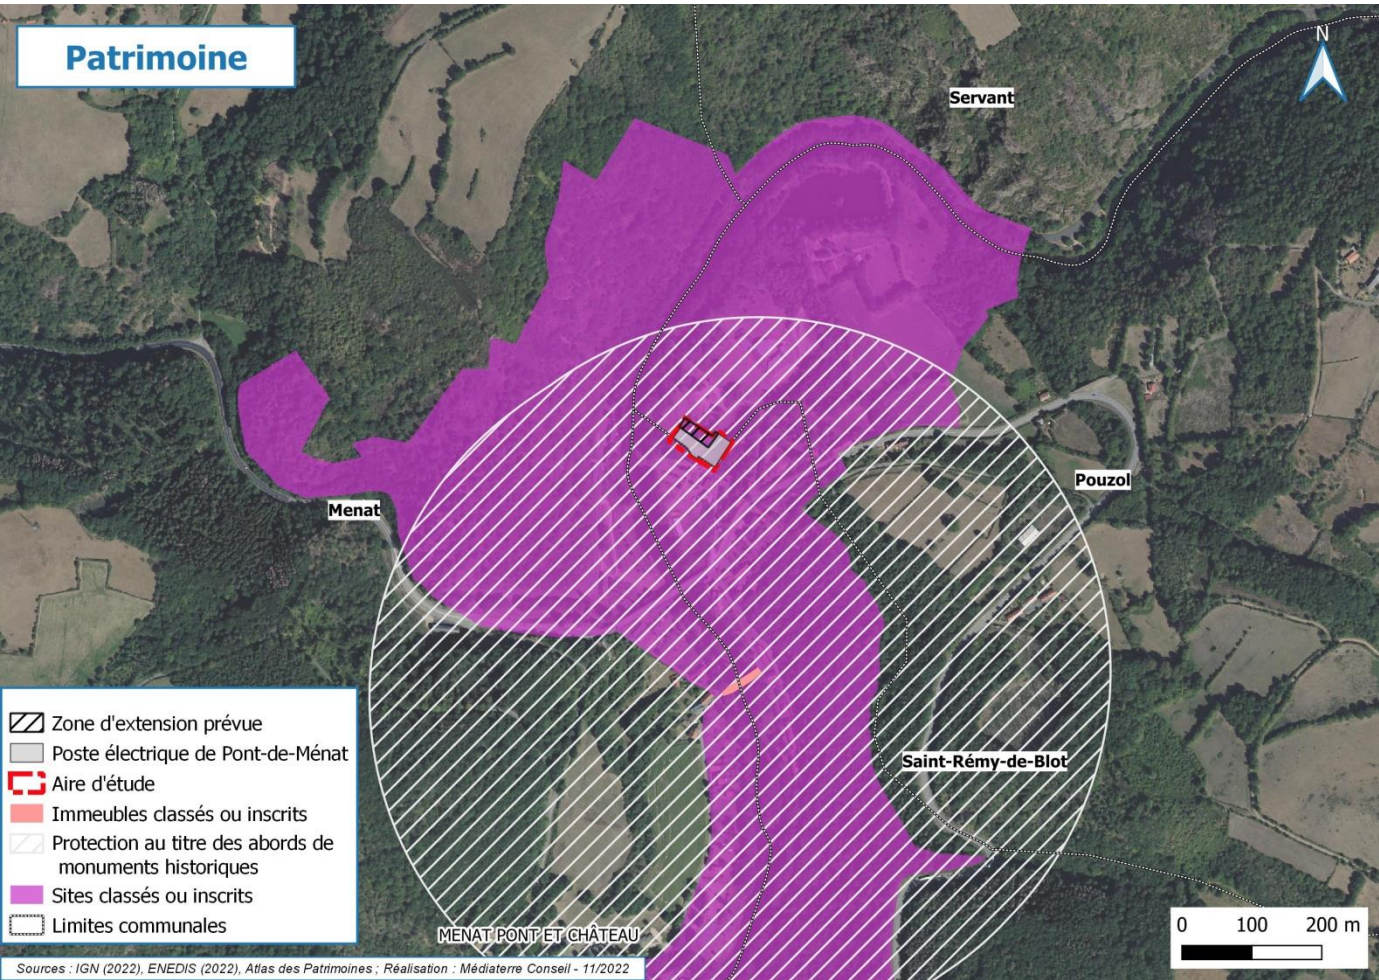 Patrimoine
N
Servant
Pouzol
Menat
Saint-Rémy-de-Blot
MENAT PONT ET CHÂTEAU
Zone d'extension prévue
Poste électrique de Pont-de-Ménat
Aire d'étude
Immeubles classés ou inscrits
Protection au titre des abords de
monuments historiques
Sites classés ou inscrits
Limites communales
0 100 200 m
Sources : IGN (2022), ENEDIS (2022), Atlas des Patrimoines ; Réalisation : Médiaterre Conseil - 11/2022